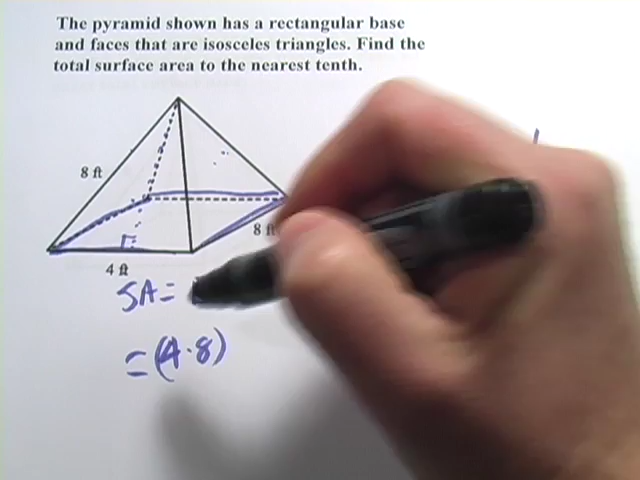 The pyramid shown has a rectangular base
and faces that are isosceles triangles. Find the
total surface area to the nearest tenth.
8 ft
8 ft
4 ft
SA=
=(4·8)